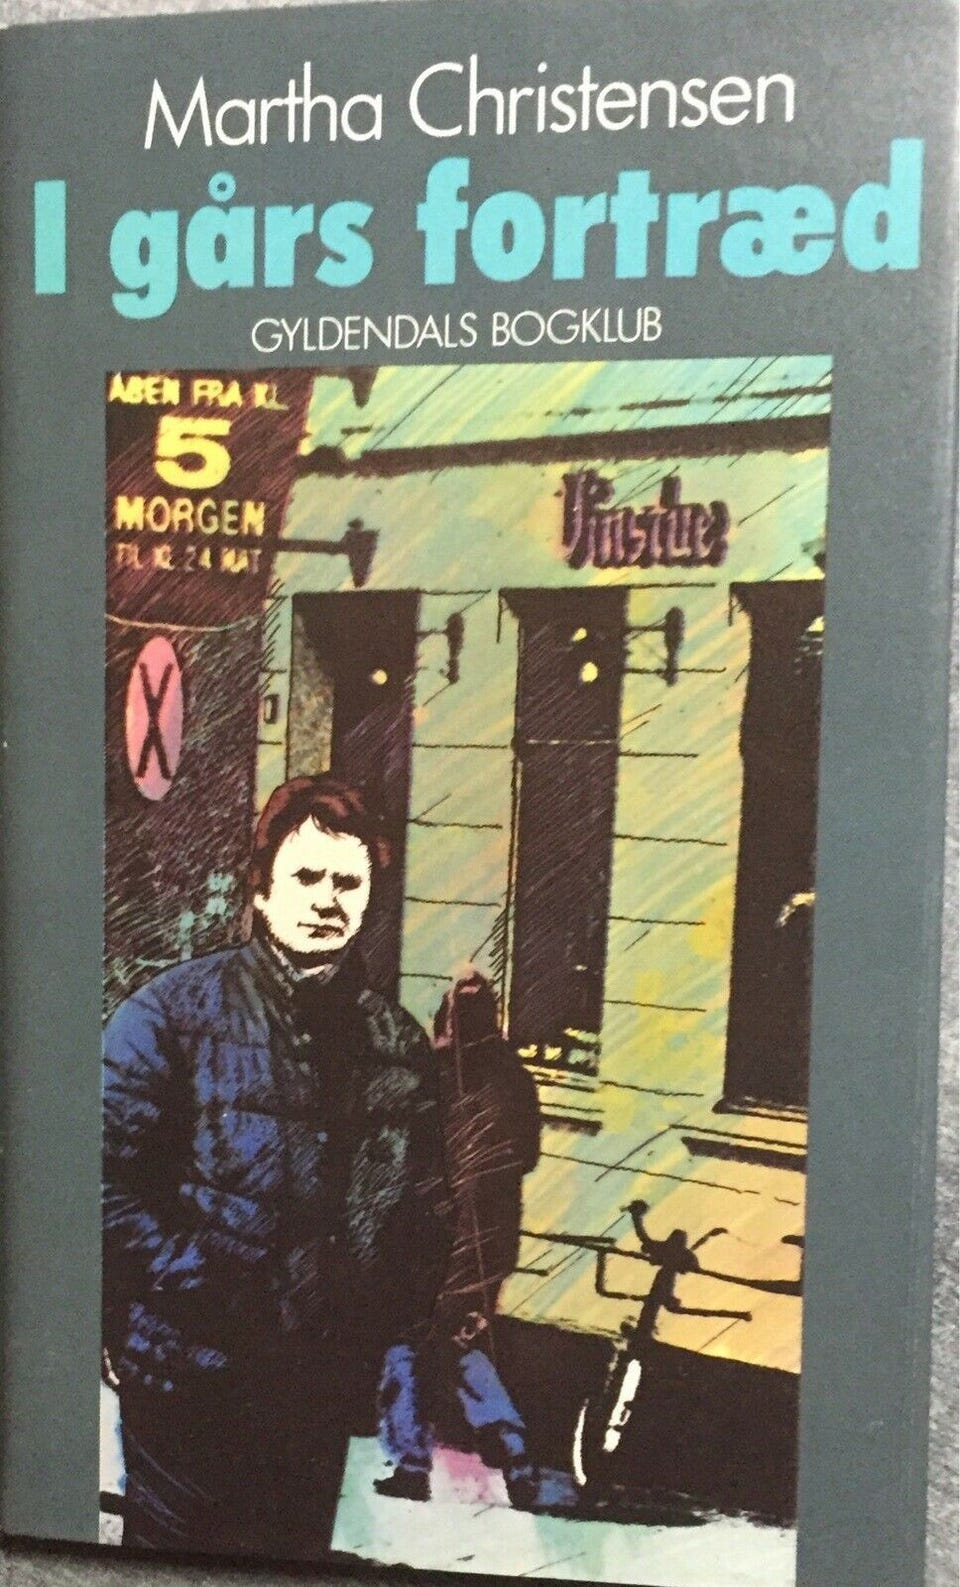 Martha Christensen
I gårs fortræd
GYLDENDALS BOGKLUB
ÅBEN FRA KL.
5
MORGEN
TIL KL. 24 NAT
Vinstue